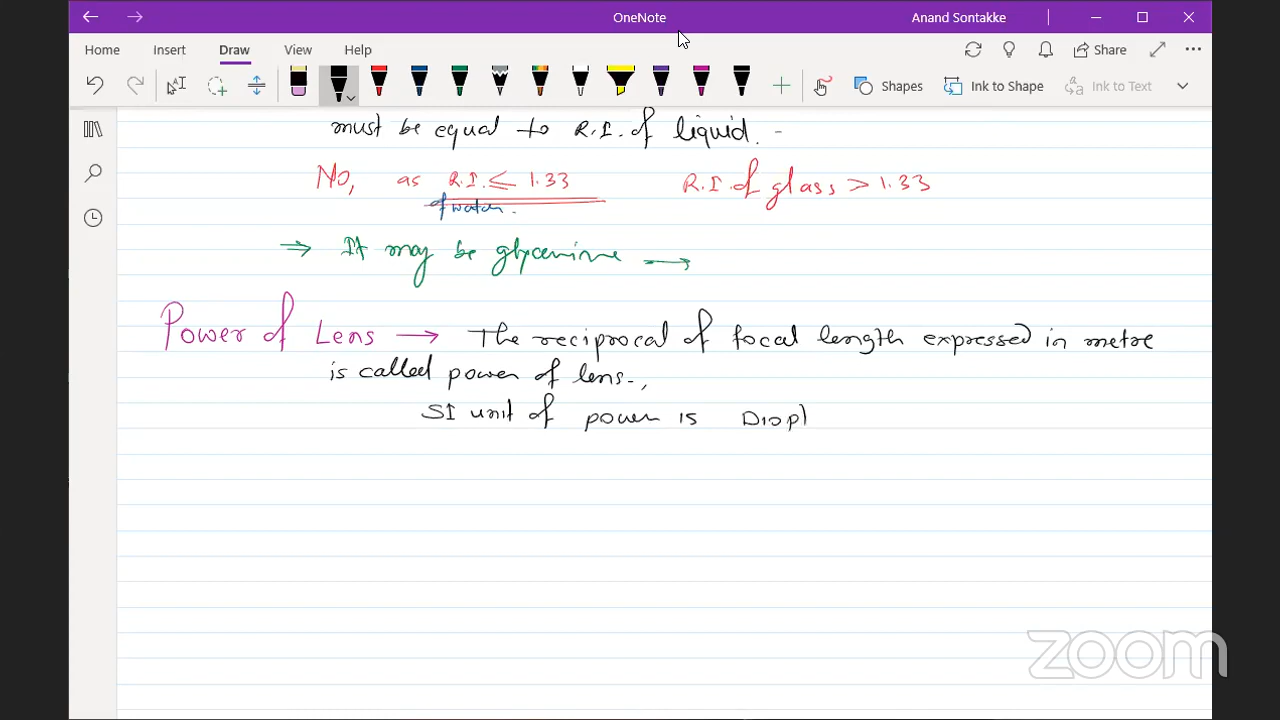 OneNote
Anand Sontakke
Home Insert Draw View Help
Share
Shapes Ink to Shape Ink to Text
must be equal to R.I. of liquid.
No, as R.I. ≤ 1.33 R.I. of glass > 1.33
of water.
⇒ It may be glycerine →
Power of Lens → The reciprocal of focal length expressed in metre
is called power of lens.
SI unit of power is Diopl
zoom